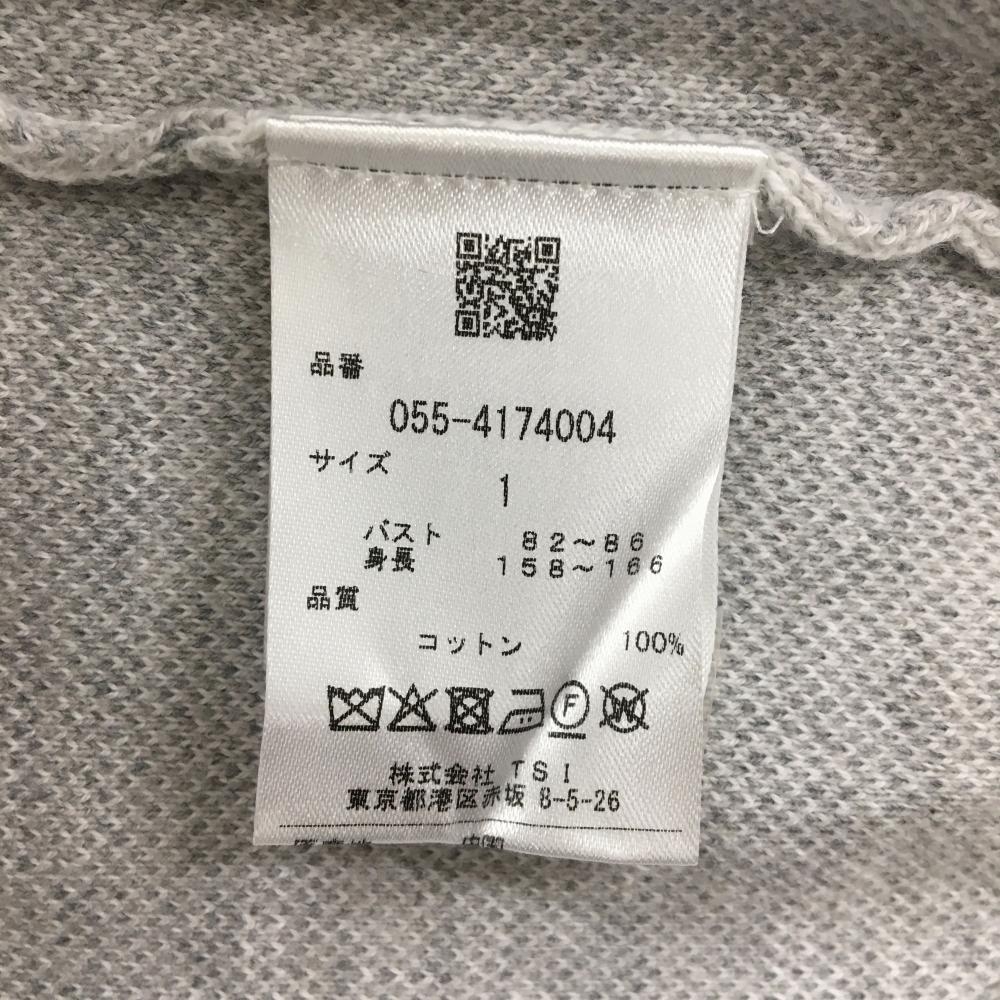 品番
055-4174004
サイズ
1
バスト 82～86
身長 158～166
品質
コットン 100%
F W
株式会社 TSI
東京都港区赤坂 8-5-26